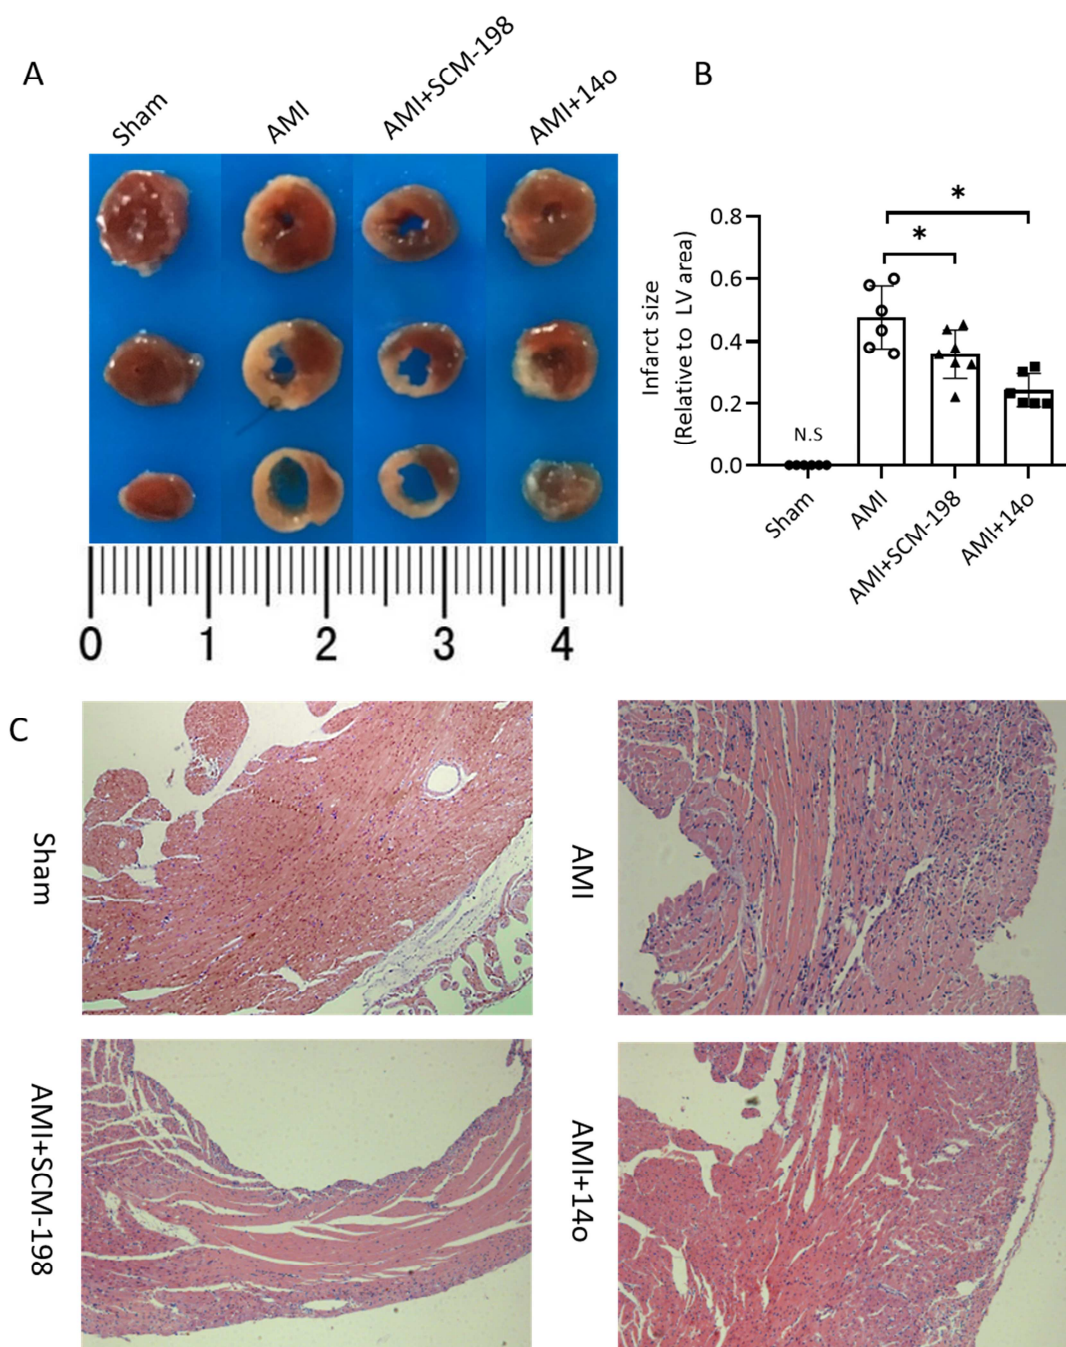 A
Sham
AMI
AMI+SCM-198
AMI+14o
0 1 2 3 4
B
*
*
Infarct size
(Relative to LV area)
0.8
0.6
0.4
0.2
0.0
N.S
Sham
AMI
AMI+SCM-198
AMI+14o
C
Sham
AMI
AMI+SCM-198
AMI+14o